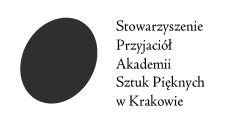 Stowarzyszenie
Przyjaciół
Akademii
Sztuk Pięknych
w Krakowie